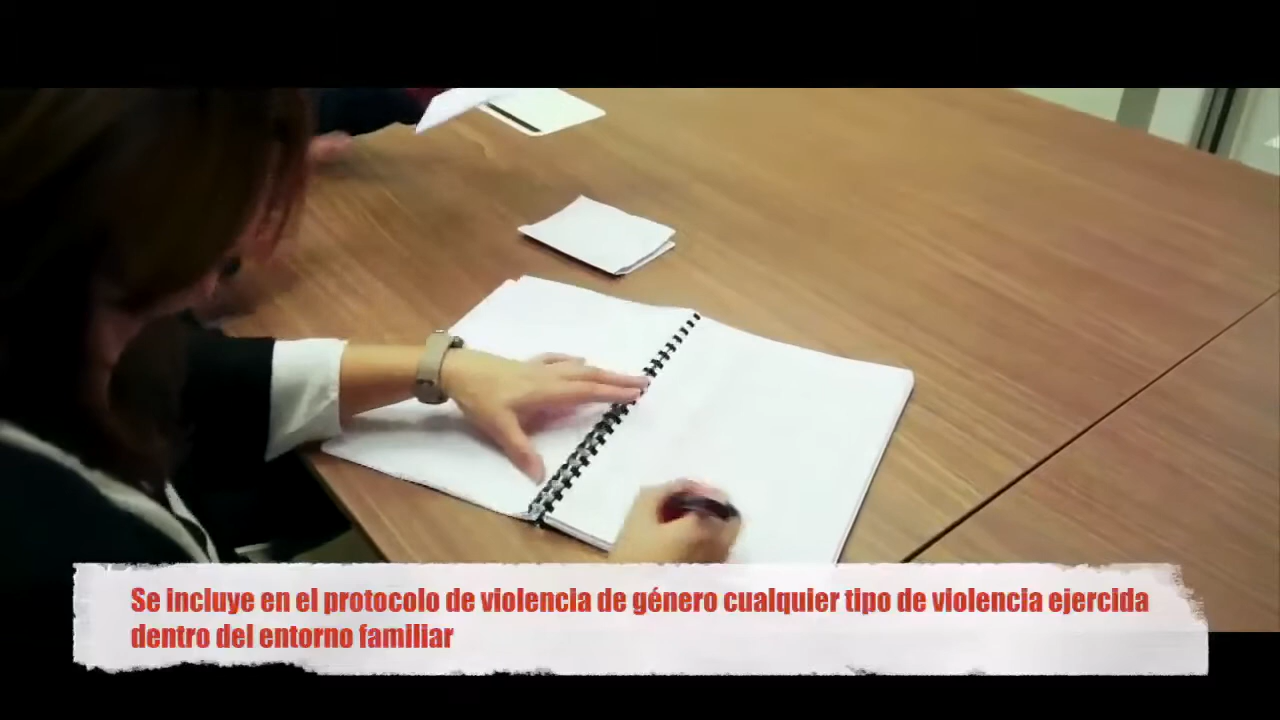 Se incluye en el protocolo de violencia de género cualquier tipo de violencia ejercida
dentro del entorno familiar